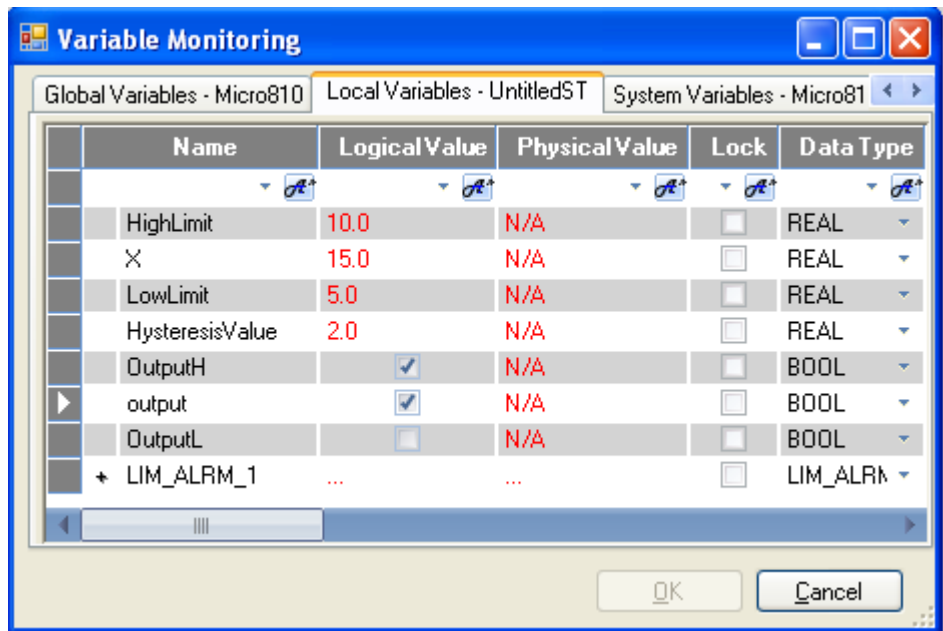 Variable Monitoring
Global Variables - Micro810 Local Variables - UntitledST System Variables - Micro81
Name Logical Value Physical Value Lock Data Type
HighLimit 10.0 N/A REAL
X 15.0 N/A REAL
LowLimit 5.0 N/A REAL
HysteresisValue 2.0 N/A REAL
OutputH N/A BOOL
output N/A BOOL
OutputL N/A BOOL
+ LIM_ALRM_1 ... ... LIM_ALRM
OK Cancel